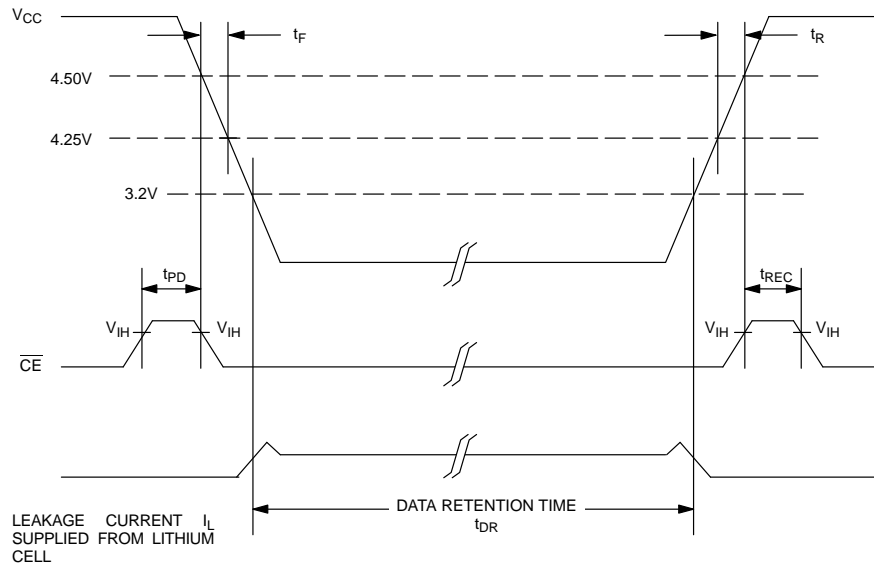 VCC
tF
tR
4.50V
4.25V
3.2V
tPD
tREC
VIH
VIH
VIH
VIH
CE
DATA RETENTION TIME
tDR
LEAKAGE CURRENT IL
SUPPLIED FROM LITHIUM
CELL